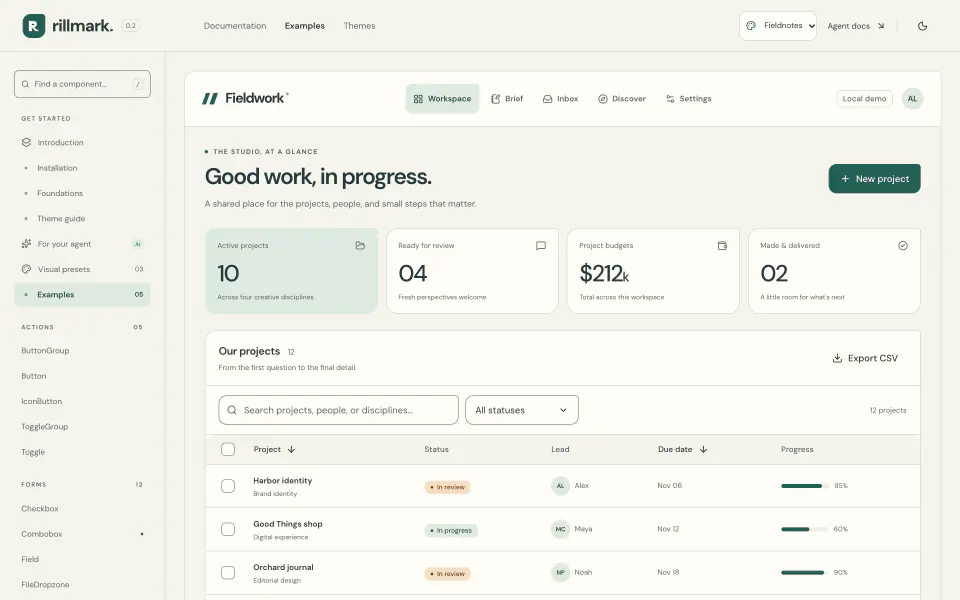 R rillmark. 0.2
Documentation Examples Themes
Fieldnotes
Agent docs
Find a component... /
GET STARTED
Introduction
Installation
Foundations
Theme guide
For your agent AI
Visual presets 03
Examples 05
ACTIONS 05
ButtonGroup
Button
IconButton
ToggleGroup
Toggle
FORMS 12
Checkbox
Combobox
Field
FileDropzone
Fieldwork
Workspace Brief Inbox Discover Settings
Local demo AL
THE STUDIO, AT A GLANCE
Good work, in progress.
A shared place for the projects, people, and small steps that matter.
+ New project
Active projects
10
Across four creative disciplines
Ready for review
04
Fresh perspectives welcome
Project budgets
$212k
Total across this workspace
Made & delivered
02
A little room for what's next
Our projects 12
From the first question to the final detail.
Export CSV
Search projects, people, or disciplines...
All statuses
12 projects
Project Status Lead Due date Progress
Harbor identity
Brand identity
In review AL Alex Nov 06 85%
Good Things shop
Digital experience
In progress MC Maya Nov 12 60%
Orchard journal
Editorial design
In review NP Noah Nov 18 90%